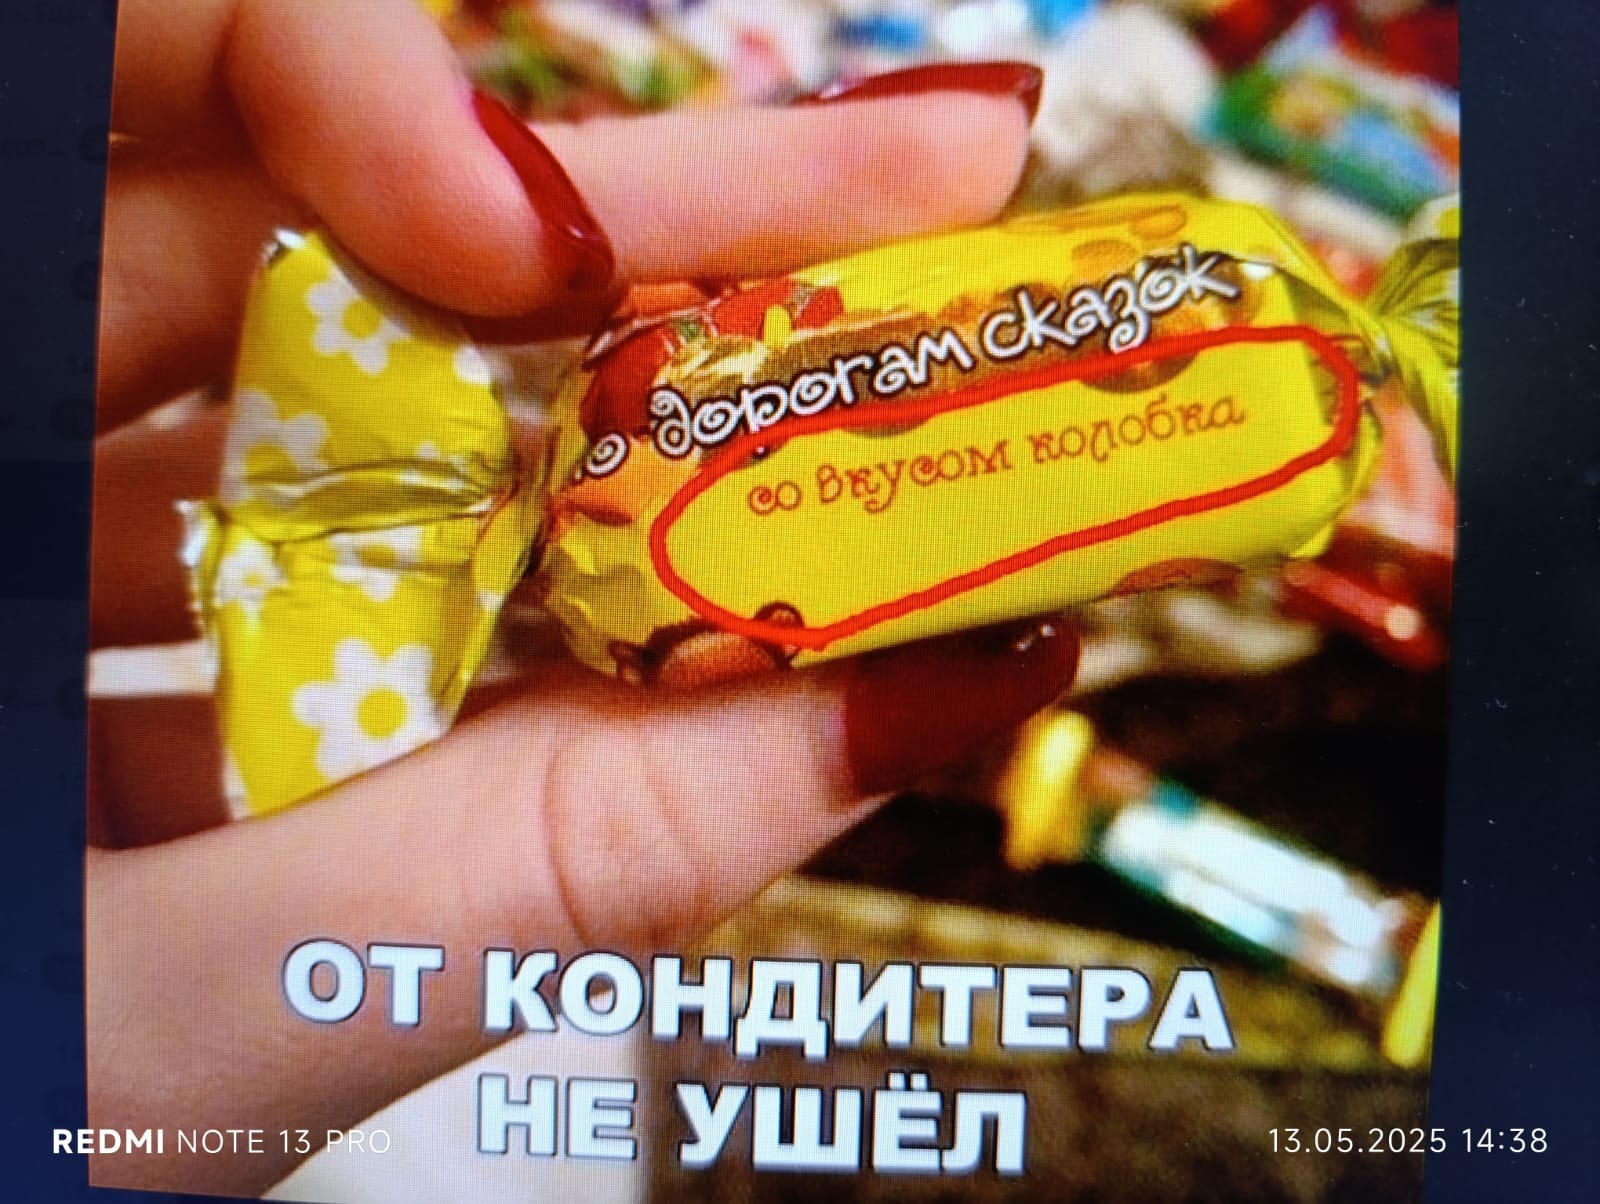 о дорогам сказок
со вкусом колобка
ОТ КОНДИТЕРА
НЕ УШЁЛ
REDMI NOTE 13 PRO
13.05.2025 14:38